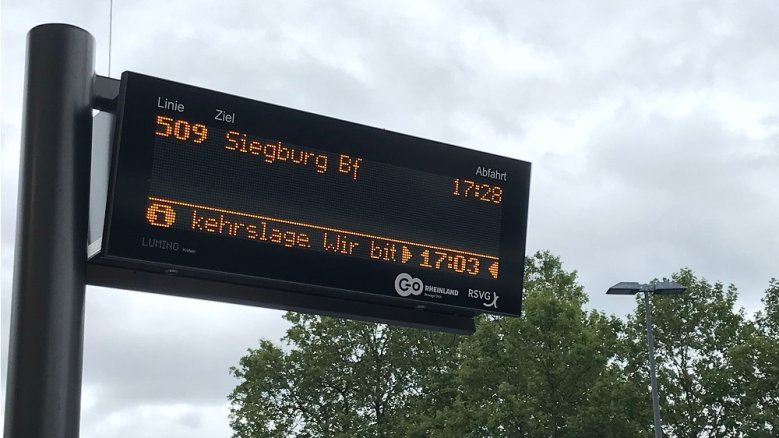 Linie Ziel Abfahrt
509 Siegburg Bf 17:28
kehrslage. Wir bit 17:03
LUMINO
GO RHEINLAND RSVG